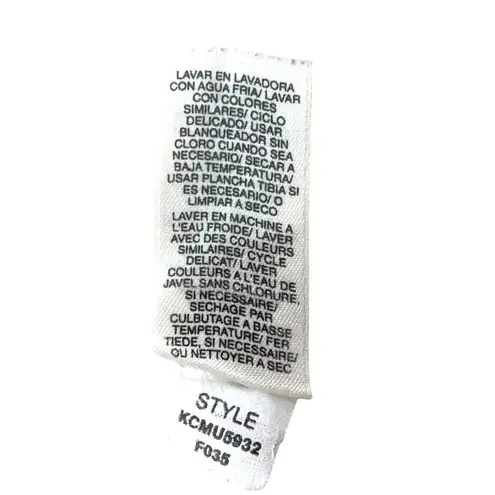 LAVAR EN LAVADORA
CON AGUA FRIA/ LAVAR
CON COLORES
SIMILARES/ CICLO
DELICADO/ USAR
BLANQUEADOR SIN
CLORO CUANDO SEA
NECESARIO/ SECAR A
BAJA TEMPERATURA/
USAR PLANCHA TIBIA SI
ES NECESARIO/ O
LIMPIAR A SECO
LAVER EN MACHINE A
L'EAU FROIDE/ LAVER
AVEC DES COULEURS
SIMILAIRES/ CYCLE
DELICAT/ LAVER
COULEURS A L'EAU DE
JAVEL SANS CHLORURE,
SI NECESSAIRE/
SECHAGE PAR
CULBUTAGE A BASSE
TEMPERATURE/ FER
TIEDE, SI NECESSAIRE/
OU NETTOYER A SEC
STYLE
KCMU5932
F035